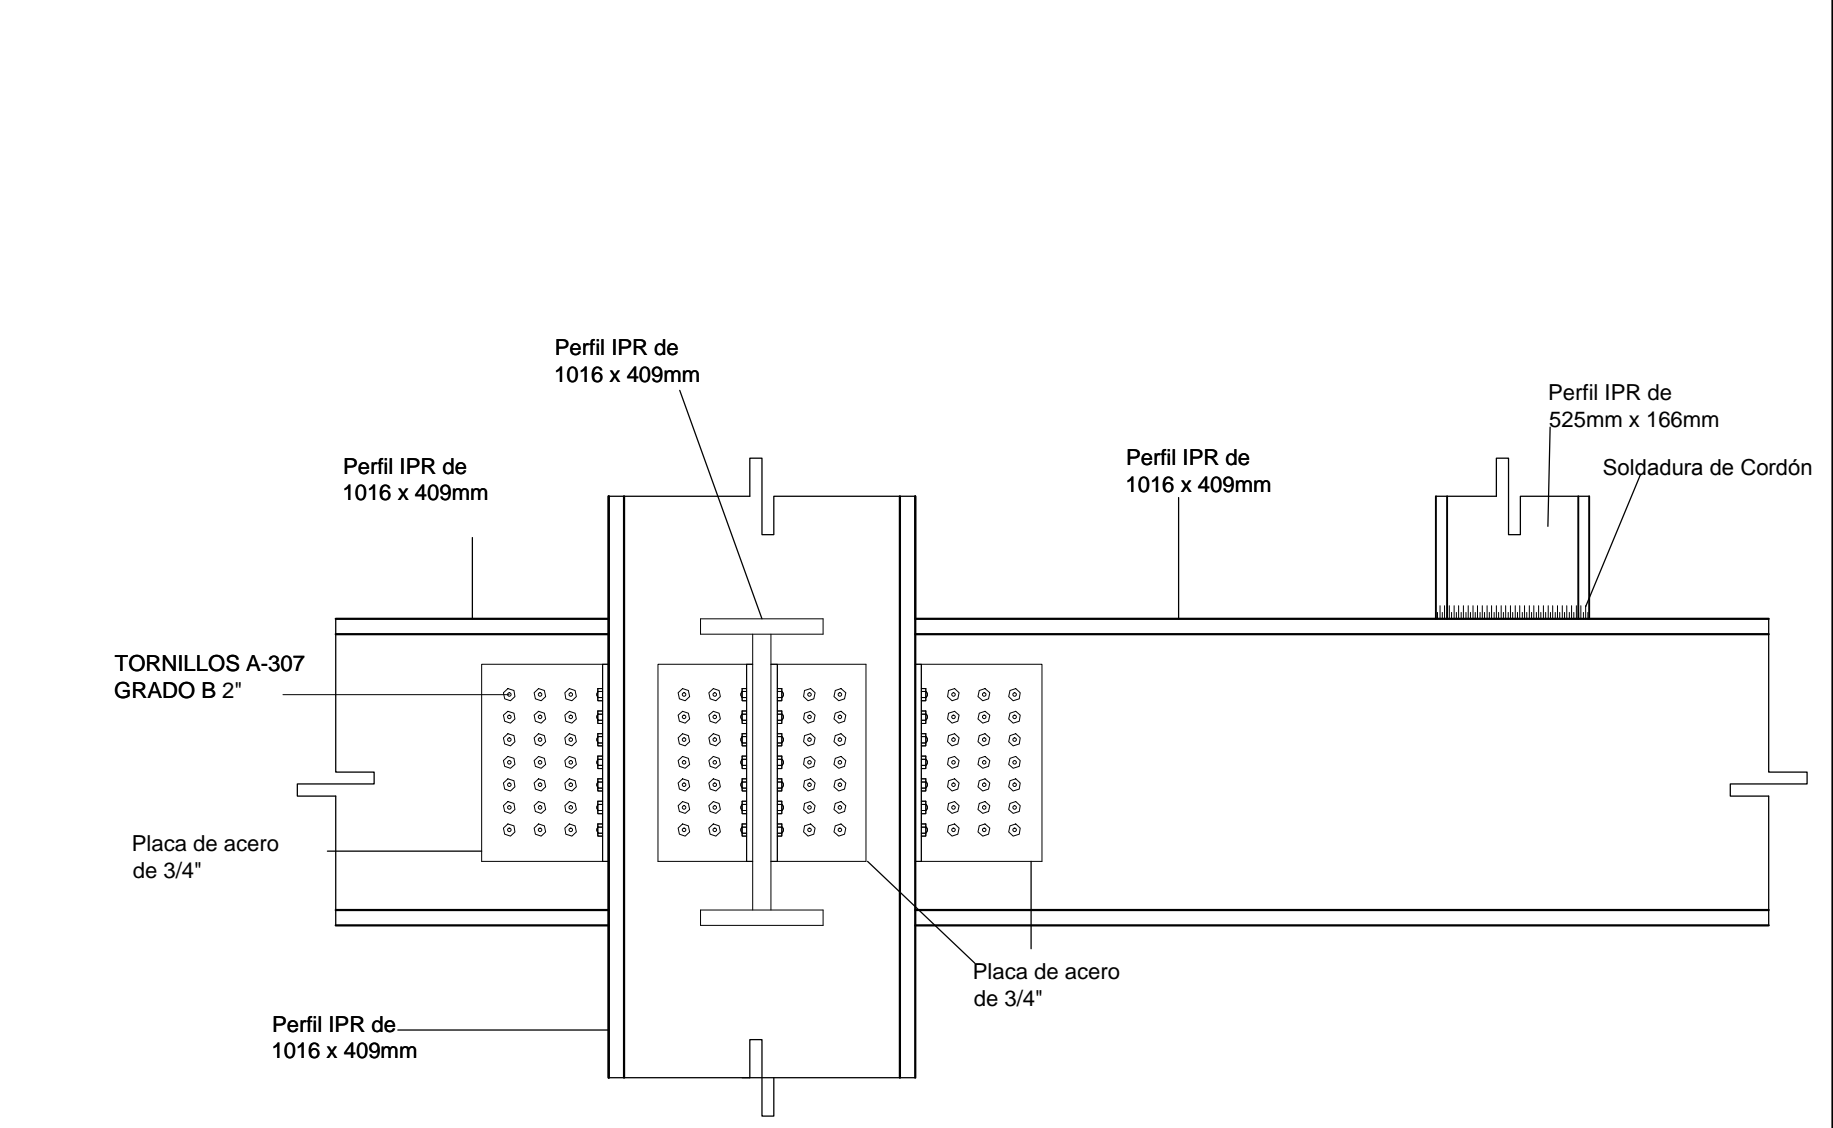 Perfil IPR de
1016 x 409mm
Perfil IPR de
525mm x 166mm
Perfil IPR de
1016 x 409mm
Perfil IPR de
1016 x 409mm
Soldadura de Cordón
TORNILLOS A-307
GRADO B 2"
Placa de acero
de 3/4"
Placa de acero
de 3/4"
Perfil IPR de
1016 x 409mm